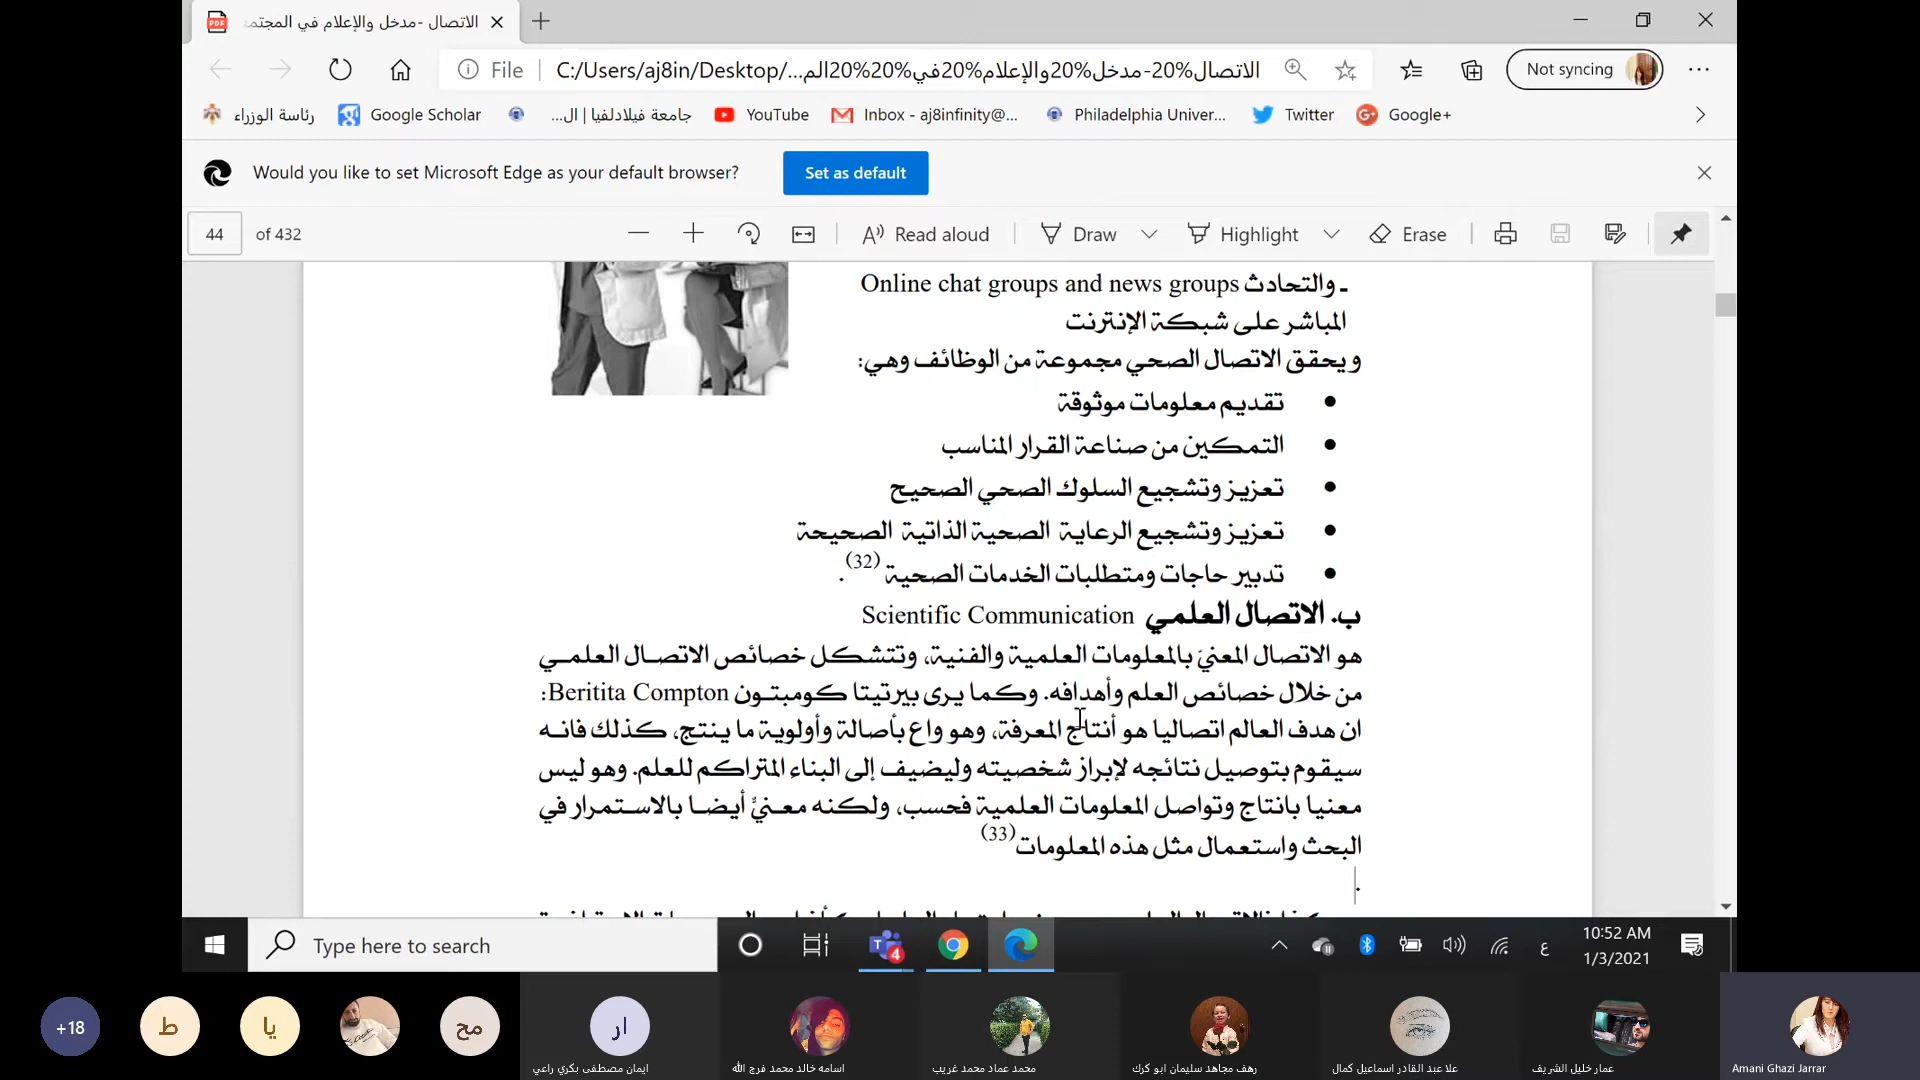 الاتصال -مدخل والإعلام في المجتمع
File
C:/Users/aj8in/Desktop/...الاتصال%20-مدخل%20والإعلام%20في%20%20الم
Not syncing
رئاسة الوزراء
Google Scholar
جامعة فيلادلفيا | ال...
YouTube
Inbox - aj8infinity@...
Philadelphia Univer...
Twitter
Google+
Would you like to set Microsoft Edge as your default browser?
Set as default
44 of 432
Read aloud
Draw
Highlight
Erase
ـ والتحادث Online chat groups and news groups
المباشر على شبكة الإنترنت
ويحقق الاتصال الصحي مجموعة من الوظائف وهي:
• تقديم معلومات موثوقة
• التمكين من صناعة القرار المناسب
• تعزيز وتشجيع السلوك الصحي الصحيح
• تعزيز وتشجيع الرعاية الصحية الذاتية الصحيحة
• تدبير حاجات ومتطلبات الخدمات الصحية (32).
ب. الاتصال العلمي Scientific Communication
هو الاتصال المعنيَ بالمعلومات العلمية والفنية، وتتشكل خصائص الاتصال العلمي
من خلال خصائص العلم وأهدافه. وكما يرى بيرتيتا كومبتون Beritita Compton:
ان هدف العالم اتصاليا هو أنتاج المعرفة، وهو واع بأصالة وأولوية ما ينتج، كذلك فانه
سيقوم بتوصيل نتائجه لإبراز شخصيته وليضيف إلى البناء المتراكم للعلم. وهو ليس
معنيا بانتاج وتواصل المعلومات العلمية فحسب، ولكنه معنيٌّ أيضا بالاستمرار في
البحث واستعمال مثل هذه المعلومات(33)
.
Type here to search
4
ع
10:52 AM
1/3/2021
+18
ط
يا
مح
ار
ايمان مصطفى بكري راعي
اسامه خالد محمد فرج الله
محمد عماد محمد غريب
رهف مجاهد سليمان ابو كرك
علا عبد القادر اسماعيل كمال
عمار خليل الشريف
Amani Ghazi Jarrar